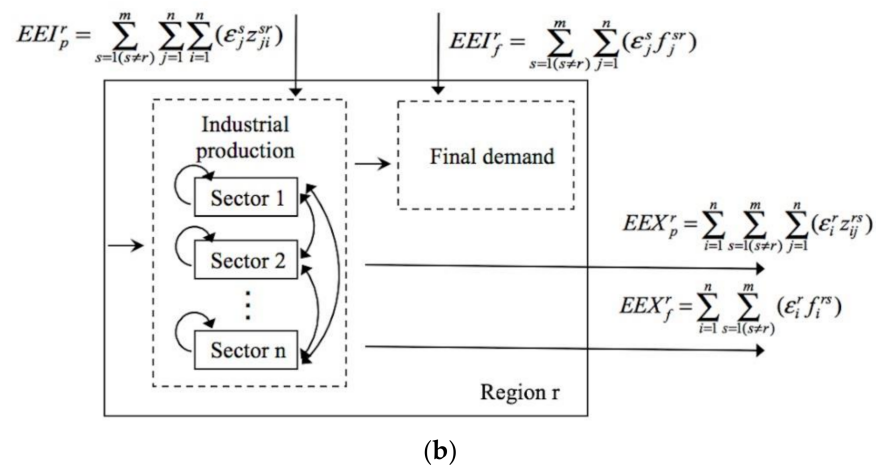 EEI_p^r = \sum_{s=1(s≠r)}^{m} \sum_{j=1}^{n} \sum_{i=1}^{n} (ε_j^s z_{ji}^{sr})
EEI_f^r = \sum_{s=1(s≠r)}^{m} \sum_{j=1}^{n} (ε_j^s f_j^{sr})
Industrial
production
Final demand
Sector 1
Sector 2
⋮
Sector n
EEX_p^r = \sum_{i=1}^{n} \sum_{s=1(s≠r)}^{m} \sum_{j=1}^{n} (ε_i^r z_{ij}^{rs})
EEX_f^r = \sum_{i=1}^{n} \sum_{s=1(s≠r)}^{m} (ε_i^r f_i^{rs})
Region r
(b)